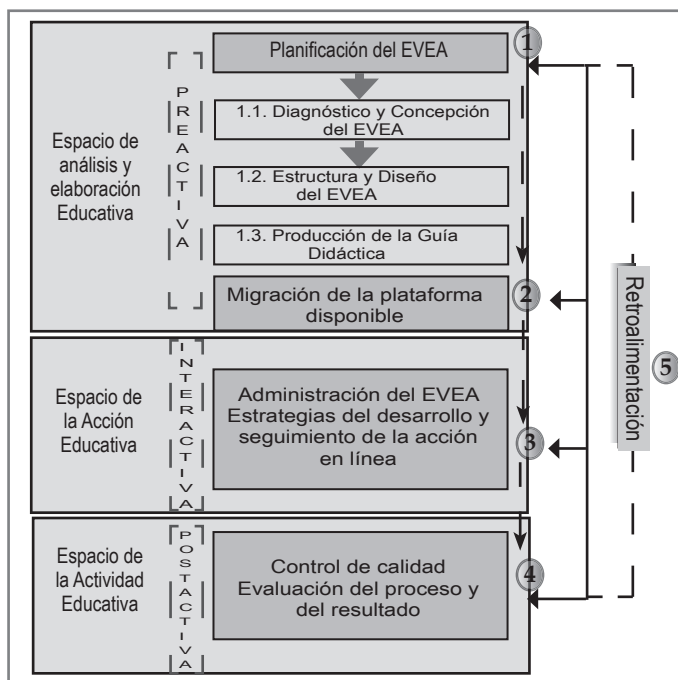 1
Planificación del EVEA
PREACTIVA
1.1. Diagnóstico y Concepción
del EVEA
Espacio de
análisis y
elaboración
Educativa
1.2. Estructura y Diseño
del EVEA
1.3. Producción de la Guía
Didáctica
2
Migración de la plataforma
disponible
Retroalimentación
5
Espacio de
la Acción
Educativa
INTERACTIVA
Administración del EVEA
Estrategias del desarrollo y
seguimiento de la acción
en línea
3
Espacio de
la Actividad
Educativa
POSTACTIVA
Control de calidad
Evaluación del proceso y
del resultado
4